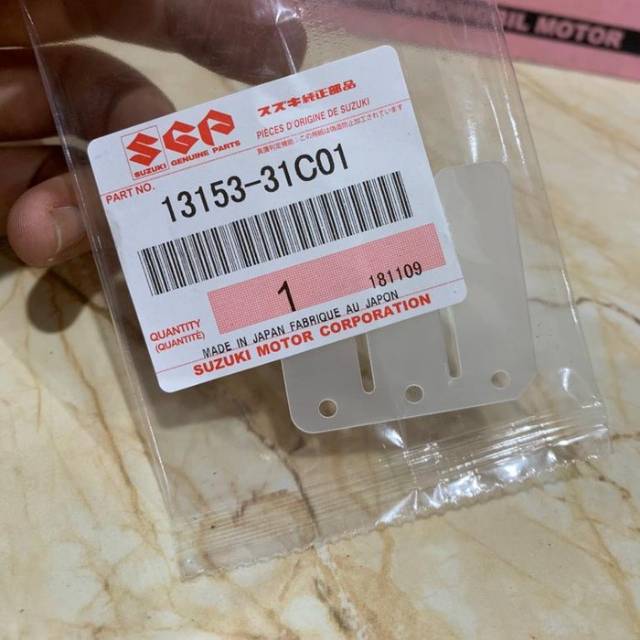 MOTOR
スズキ純正部品
SGP
PIECES D'ORIGINE DE SUZUKI
SUZUKI GENUINE PARTS
PART NO.
13153-31C01
1
181109
QUANTITY
(QUANTITÉ)
MADE IN JAPAN FABRIQUE AU JAPON
SUZUKI MOTOR CORPORATION